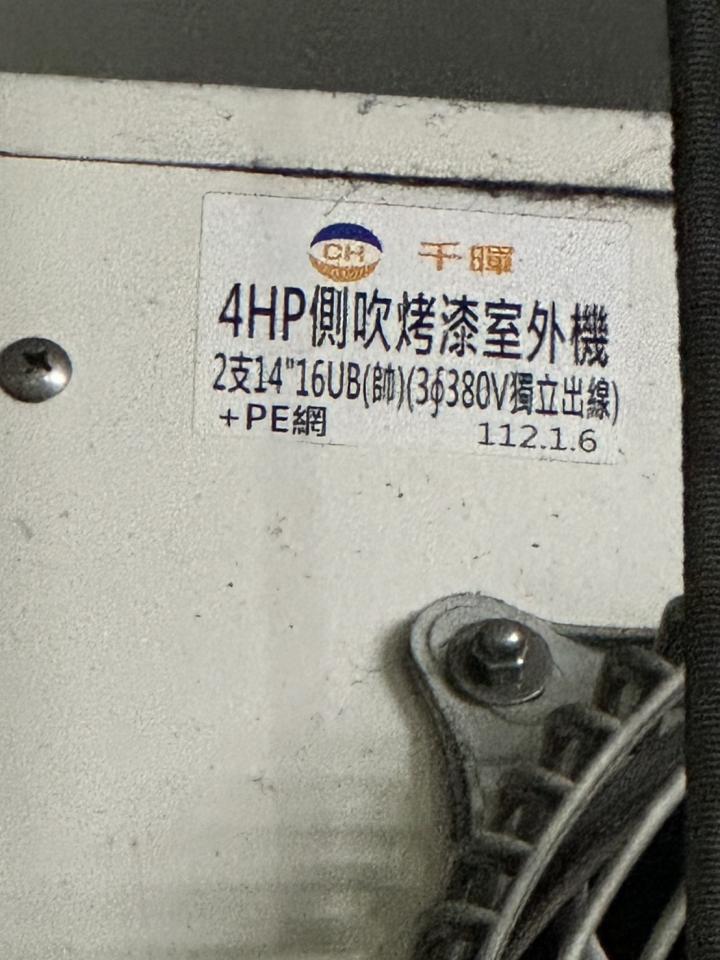 CH 千暉
4HP側吹烤漆室外機
2支14"16UB(帥)(3∮380V獨立出線)
+PE網 112.1.6